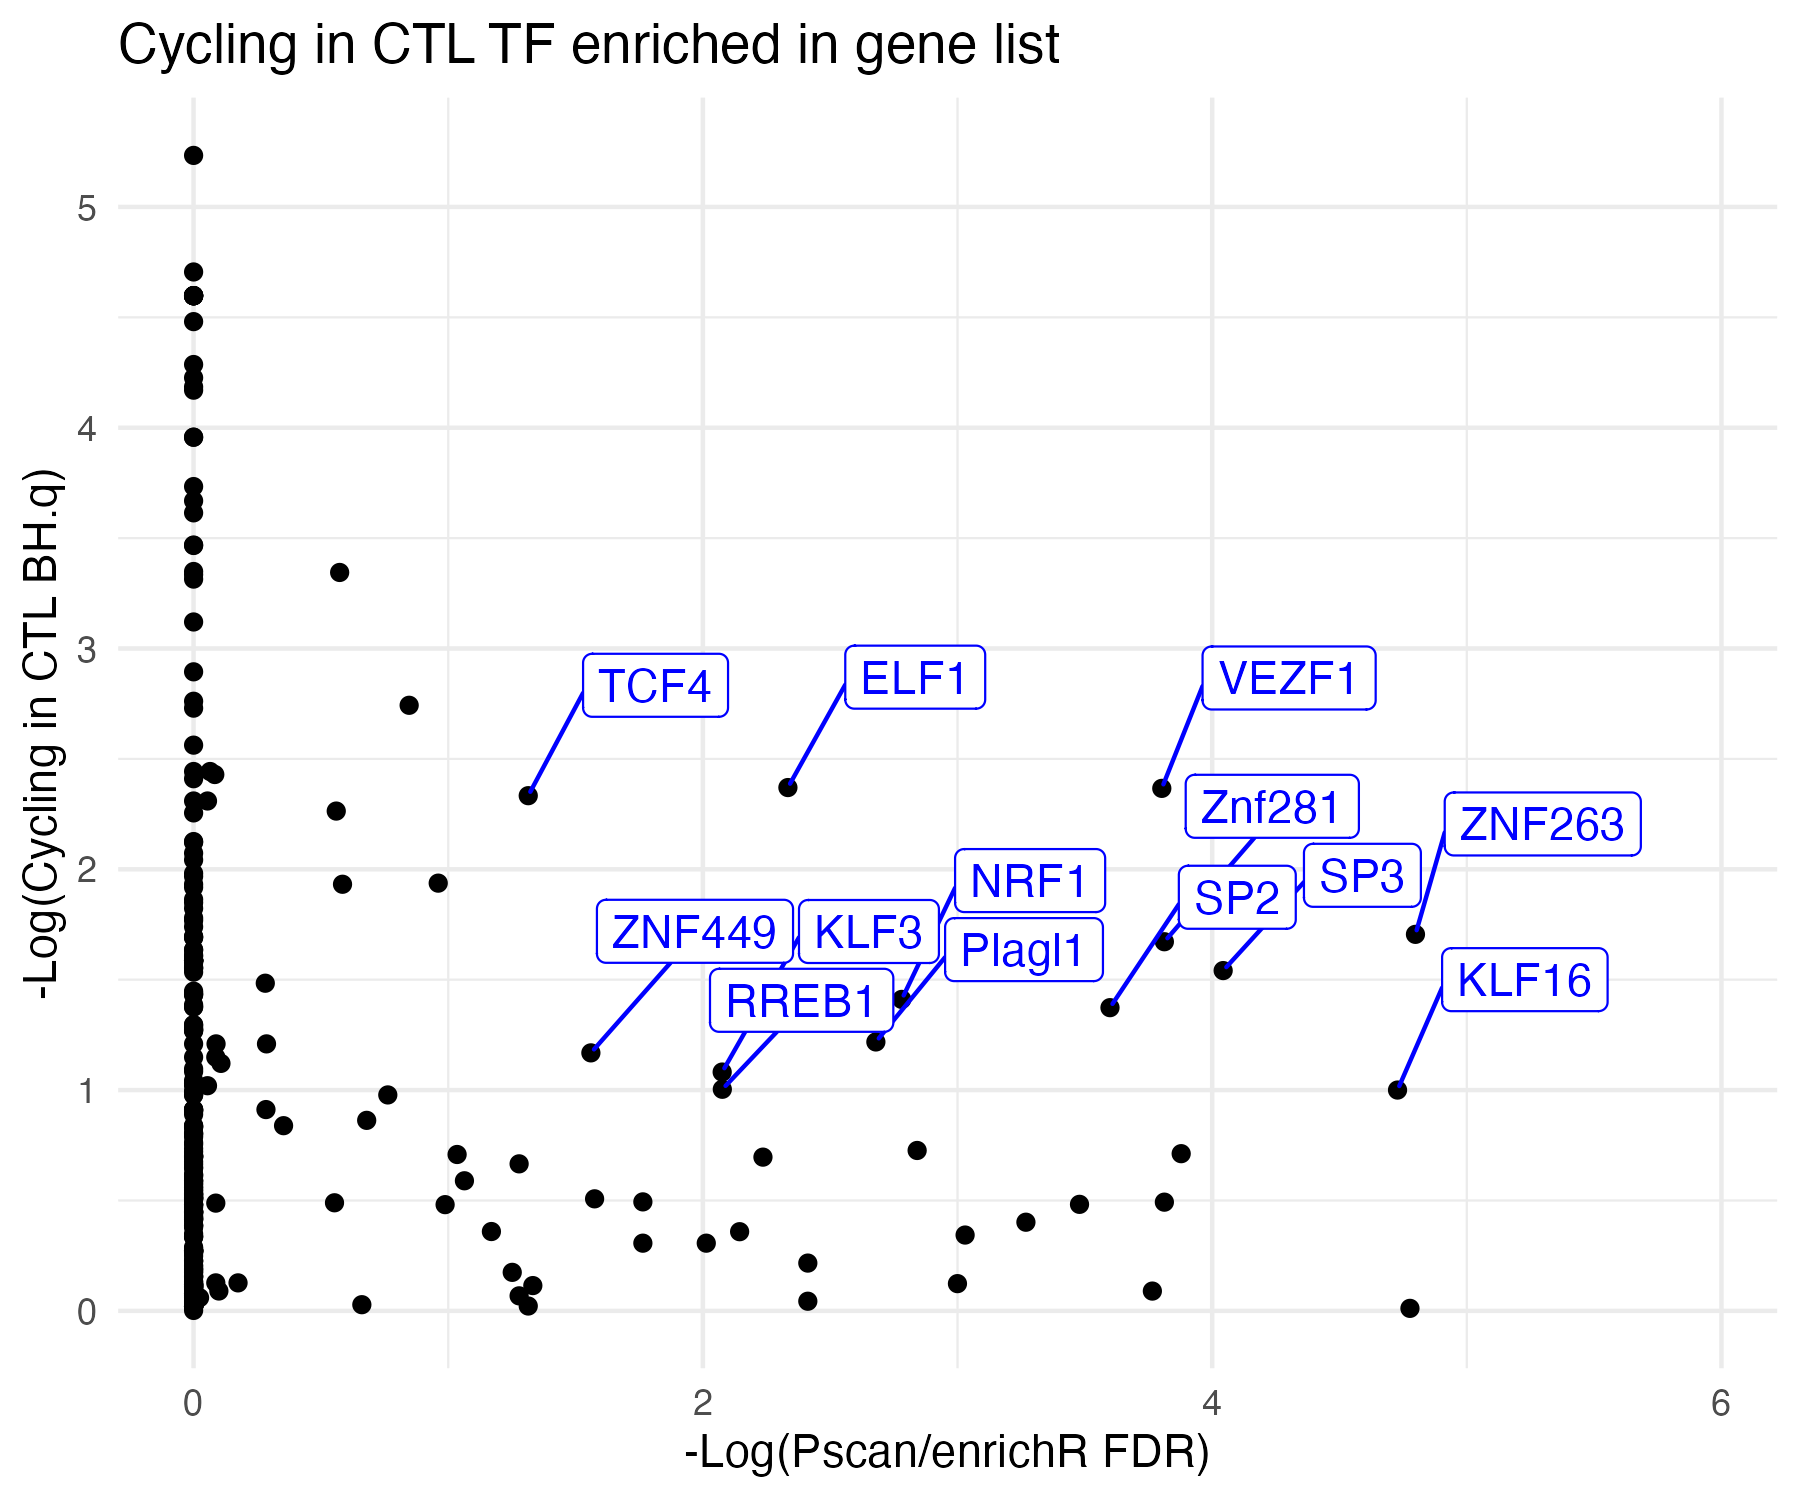 Cycling in CTL TF enriched in gene list
-Log(Cycling in CTL BH.q)
5
4
3
2
1
0
TCF4
ELF1
VEZF1
Znf281
ZNF263
NRF1
SP3
SP2
ZNF449
KLF3
Plagl1
RREB1
KLF16
0
2
4
6
-Log(Pscan/enrichR FDR)